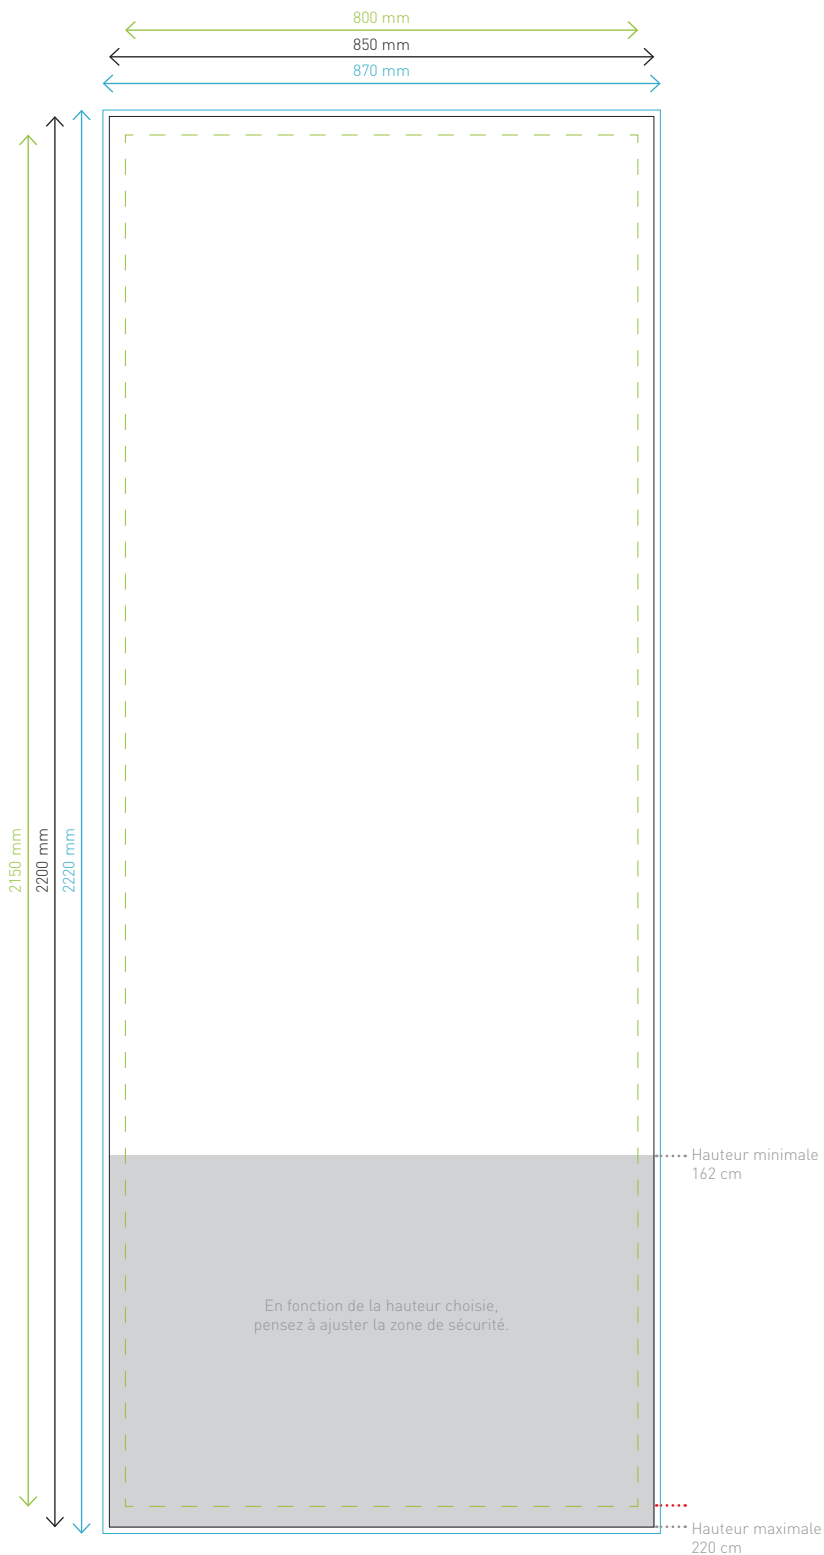 800 mm
850 mm
870 mm
2150 mm
2200 mm
2220 mm
Hauteur minimale
162 cm
En fonction de la hauteur choisie,
pensez à ajuster la zone de sécurité.
Hauteur maximale
220 cm